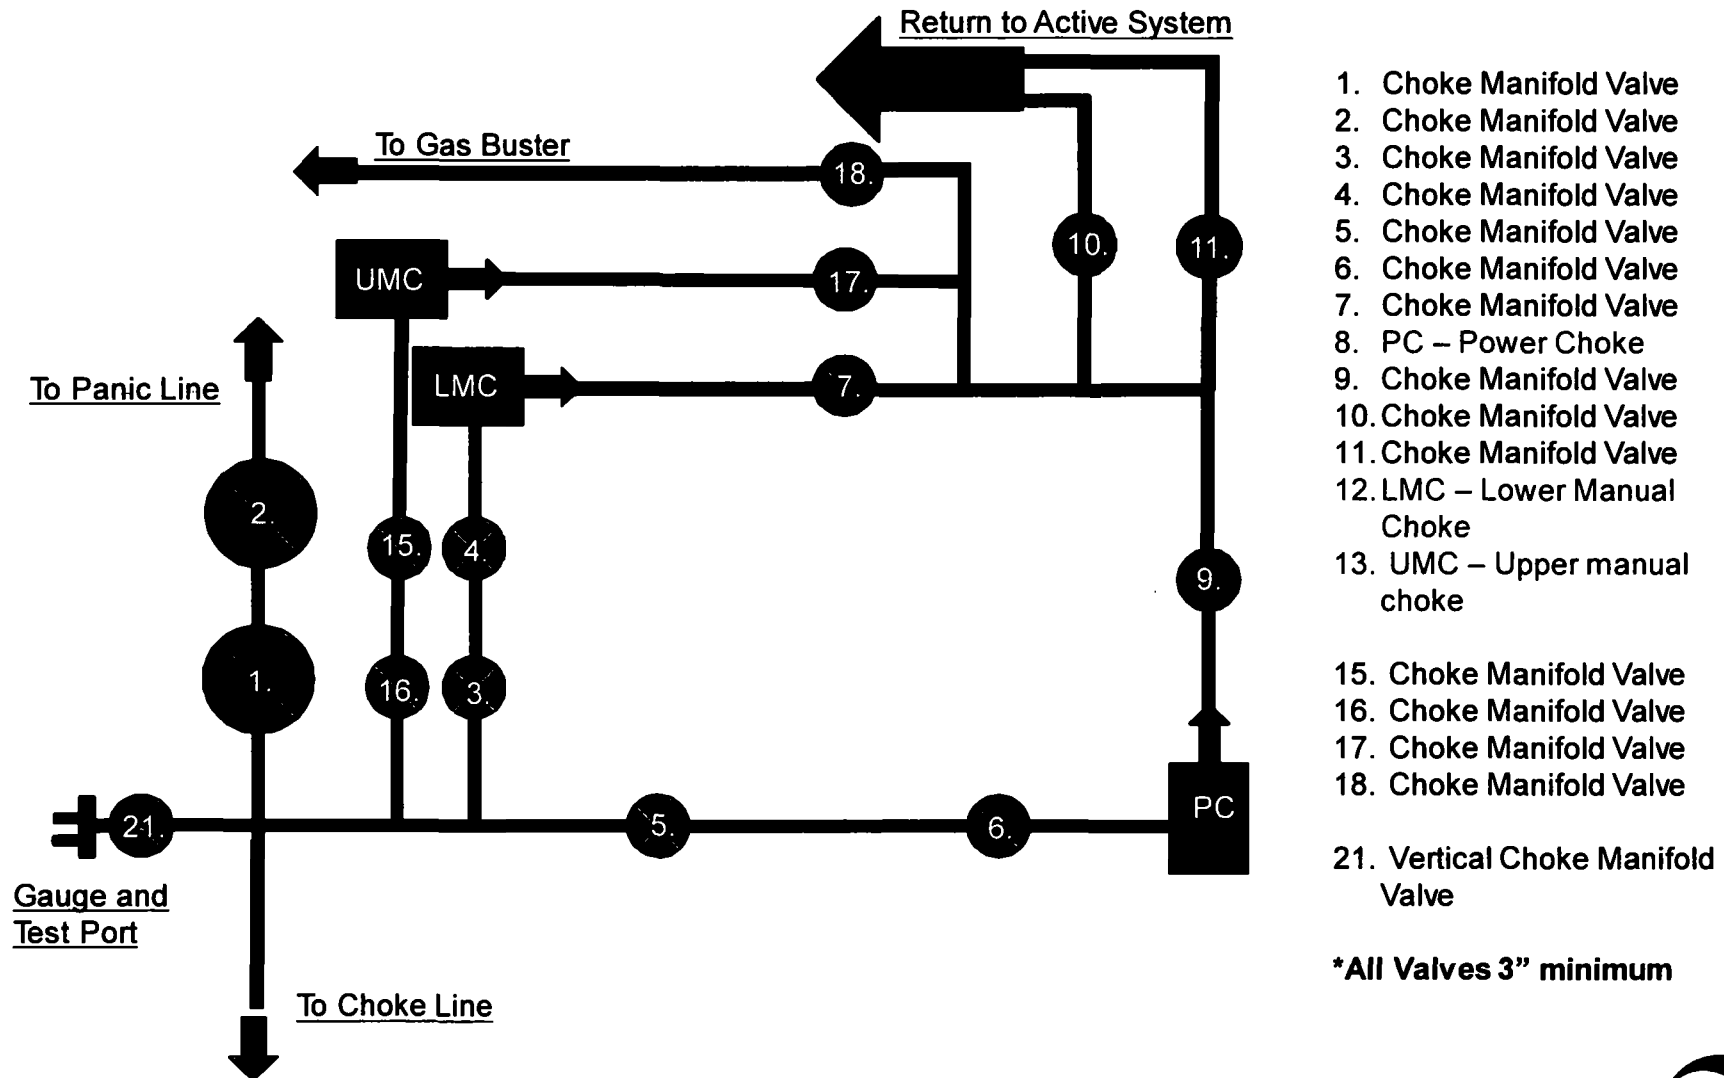 Return to Active System
To Gas Buster
18.
10.
11.
UMC
17.
To Panic Line
LMC
7.
2.
15.
4.
9.
1.
16.
3.
21.
5.
6.
PC
Gauge and
Test Port
To Choke Line
1. Choke Manifold Valve
2. Choke Manifold Valve
3. Choke Manifold Valve
4. Choke Manifold Valve
5. Choke Manifold Valve
6. Choke Manifold Valve
7. Choke Manifold Valve
8. PC – Power Choke
9. Choke Manifold Valve
10. Choke Manifold Valve
11. Choke Manifold Valve
12. LMC – Lower Manual
Choke
13. UMC – Upper manual
choke
15. Choke Manifold Valve
16. Choke Manifold Valve
17. Choke Manifold Valve
18. Choke Manifold Valve
21. Vertical Choke Manifold
Valve
*All Valves 3” minimum